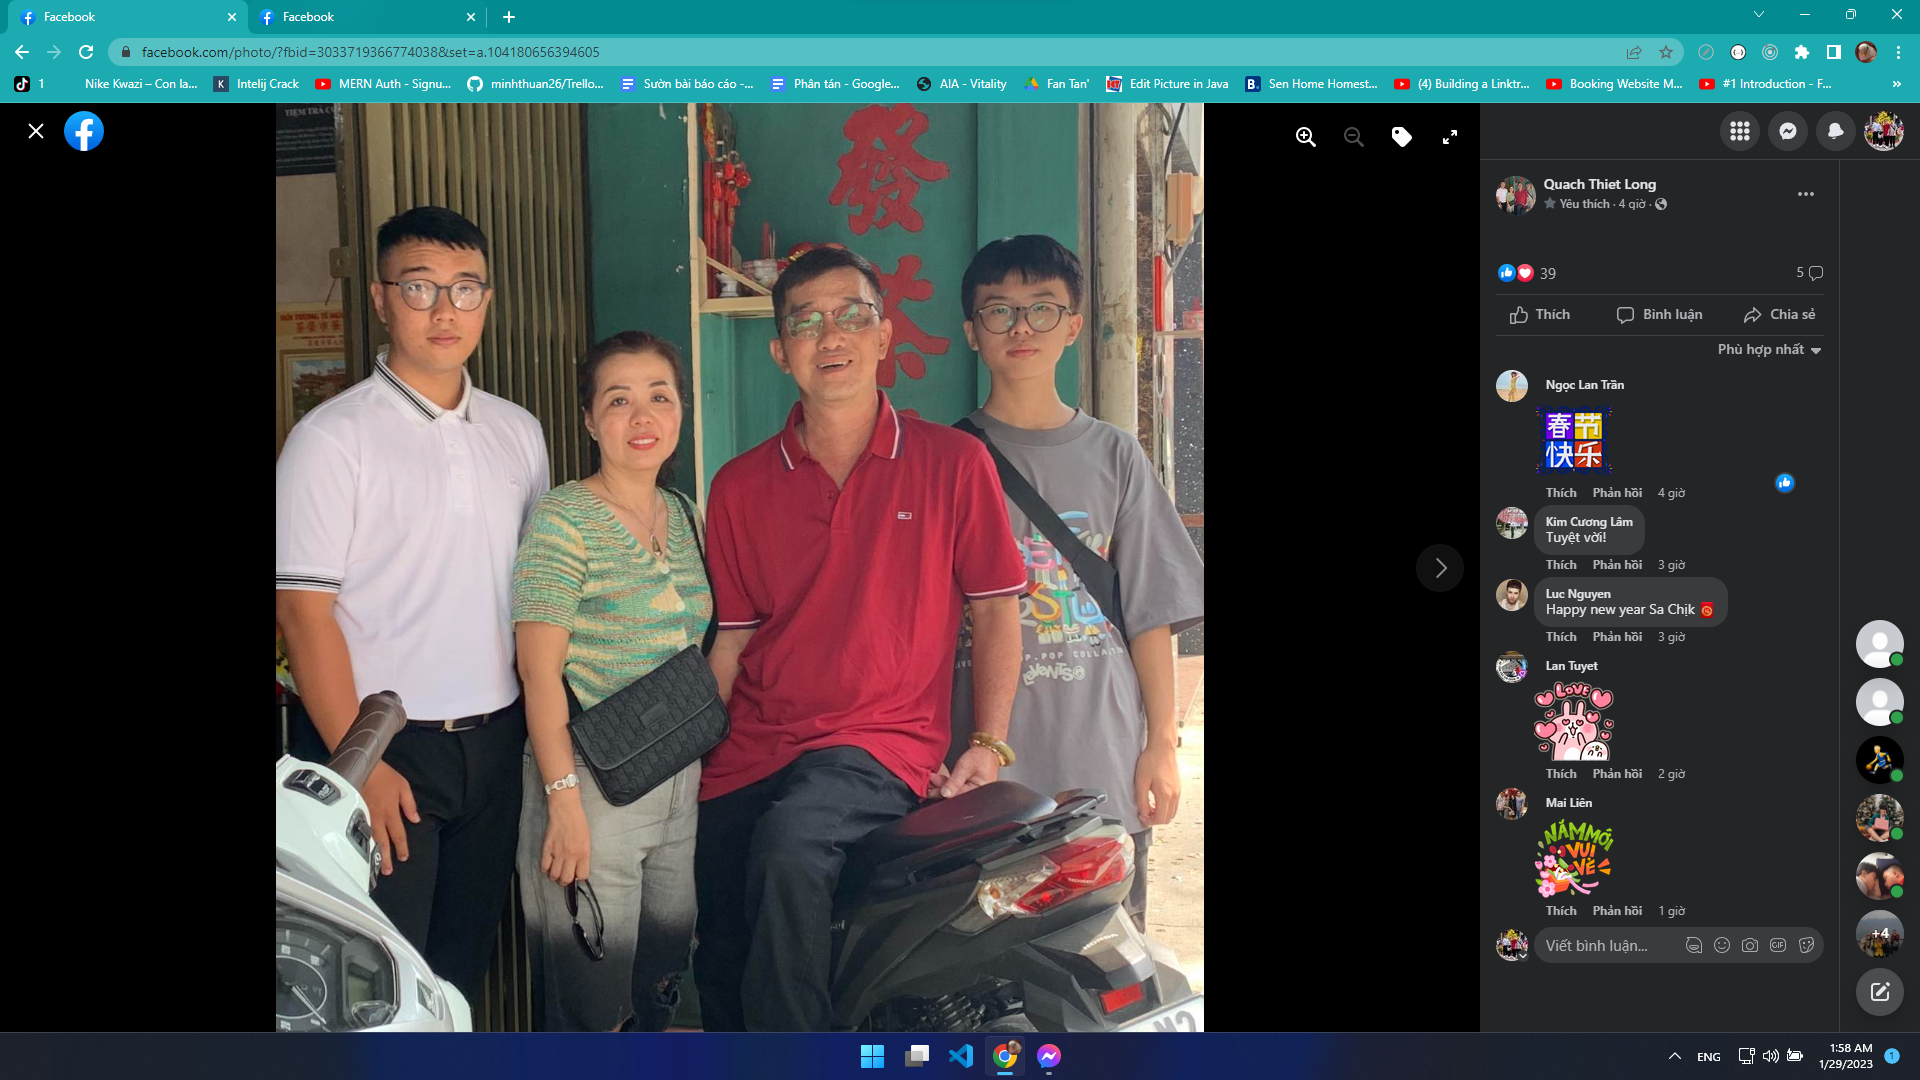 Facebook
Facebook
facebook.com/photo/?fbid=3033719366774038&set=a.104180656394605
1
Nike Kwazi – Con la...
Intelij Crack
MERN Auth - Signu...
minhthuan26/Trello...
Sườn bài báo cáo -...
Phân tán - Google...
AIA - Vitality
Fan Tan'
Edit Picture in Java
Sen Home Homest...
(4) Building a Linktr...
Booking Website M...
#1 Introduction - F...
發
茶
Quach Thiet Long
Yêu thích · 4 giờ ·
39
5
Thích
Bình luận
Chia sẻ
Phù hợp nhất
Ngọc Lan Trần
春节
快乐
Thích Phản hồi 4 giờ
Kim Cương Lâm
Tuyệt vời!
Thích Phản hồi 3 giờ
Luc Nguyen
Happy new year Sa Chịk
Thích Phản hồi 3 giờ
Lan Tuyet
LOVE
Thích Phản hồi 2 giờ
Mai Liên
NĂM MỚI
VUI
VẺ
Thích Phản hồi 1 giờ
Viết bình luận...
GIF
+4
HONDA
ENG
1:58 AM
1/29/2023
1